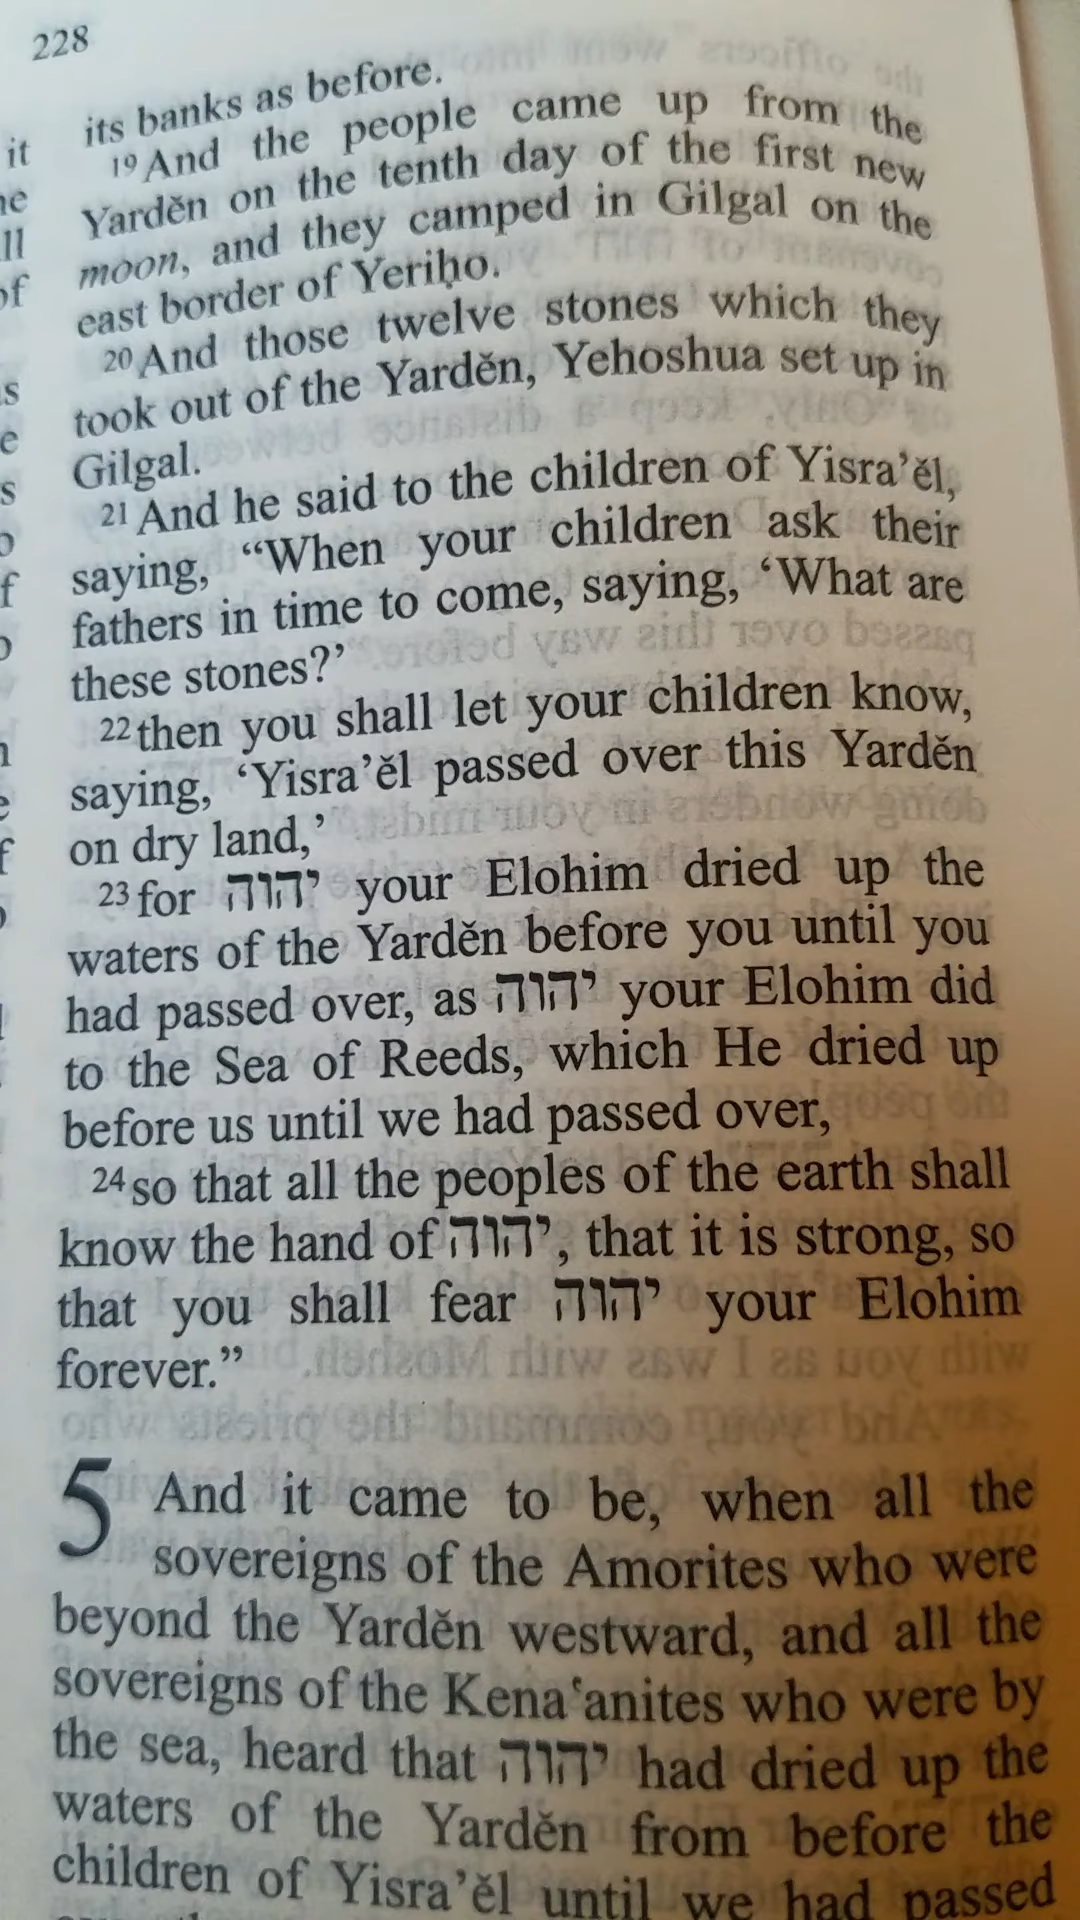 228
its banks as before.
19 And the people came up from the
Yardĕn on the tenth day of the first new
moon, and they camped in Gilgal on the
east border of Yeriḥo.
20 And those twelve stones which they
took out of the Yardĕn, Yehoshua set up in
Gilgal.
21 And he said to the children of Yisra’ĕl,
saying, “When your children ask their
fathers in time to come, saying, ‘What are
these stones?’
22 then you shall let your children know,
saying, ‘Yisra’ĕl passed over this Yardĕn
on dry land,’
23 for יהוה your Elohim dried up the
waters of the Yardĕn before you until you
had passed over, as יהוה your Elohim did
to the Sea of Reeds, which He dried up
before us until we had passed over,
24 so that all the peoples of the earth shall
know the hand of יהוה, that it is strong, so
that you shall fear יהוה your Elohim
forever.”
5 And it came to be, when all the
sovereigns of the Amorites who were
beyond the Yardĕn westward, and all the
sovereigns of the Kenaʽanites who were by
the sea, heard that יהוה had dried up the
waters of the Yardĕn from before the
children of Yisra’ĕl until we had passed